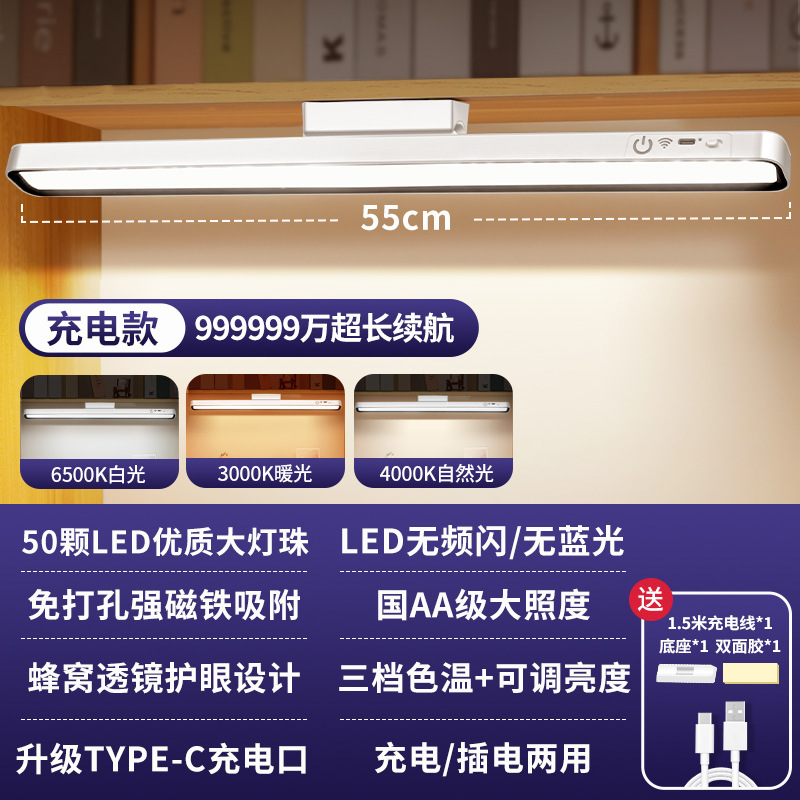 55cm
充电款 999999万超长续航
6500K白光
3000K暖光
4000K自然光
50颗LED优质大灯珠
LED无频闪/无蓝光
免打孔强磁铁吸附
国AA级大照度
蜂窝透镜护眼设计
三档色温+可调亮度
升级TYPE-C充电口
充电/插电两用
送
1.5米充电线*1
底座*1 双面胶*1